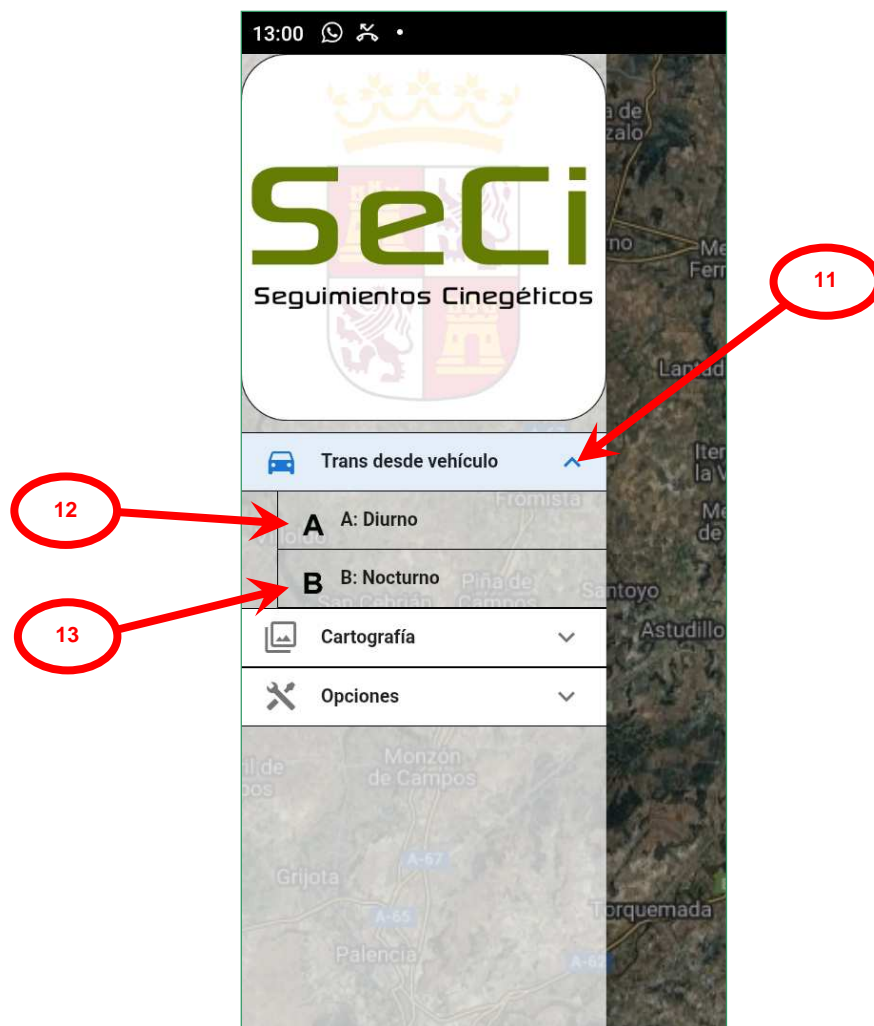 13:00
SeCi
Seguimientos Cinegéticos
11
Trans desde vehículo
12
A A: Diurno
B B: Nocturno
13
Cartografía
Opciones
Fromista
Piña de
Campos
San Cebrián
Santoyo
Astudillo
Monzón
de Campos
Grijota
A-67
A-65
Palencia
A-62
Torquemada